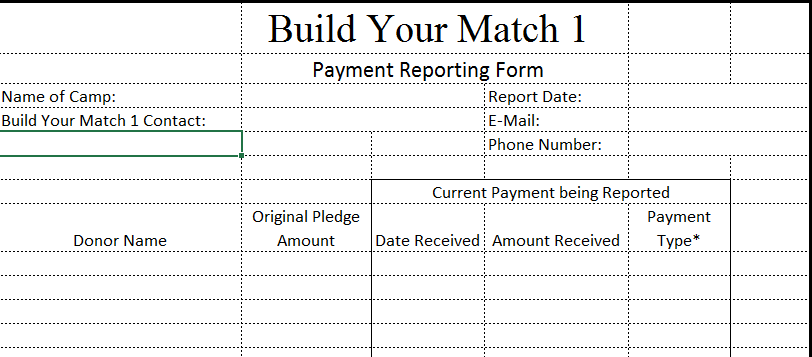 Build Your Match 1
Payment Reporting Form
Name of Camp: Report Date:
Build Your Match 1 Contact: E-Mail:
Phone Number:
Current Payment being Reported
Original Pledge Payment
Donor Name Amount Date Received Amount Received Type*